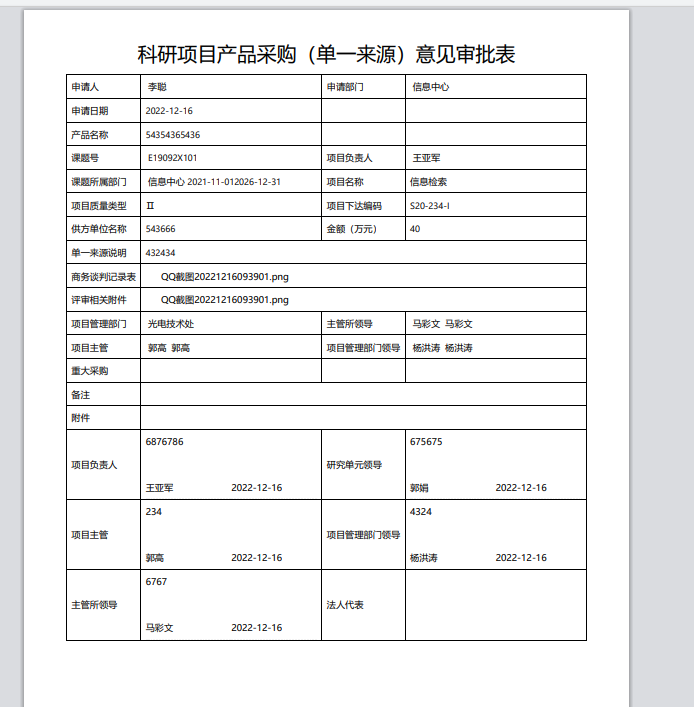 科研项目产品采购（单一来源）意见审批表
申请人 李聪 申请部门 信息中心
申请日期 2022-12-16
产品名称 54354365436
课题号 E19092X101 项目负责人 王亚军
课题所属部门 信息中心 2021-11-012026-12-31 项目名称 信息检索
项目质量类型 II 项目下达编码 S20-234-I
供方单位名称 543666 金额（万元） 40
单一来源说明 432434
商务谈判记录表 QQ截图20221216093901.png
评审相关附件 QQ截图20221216093901.png
项目管理部门 光电技术处 主管所领导 马彩文 马彩文
项目主管 郭高 郭高 项目管理部门领导 杨洪涛 杨洪涛
重大采购
备注
附件
6876786 675675
项目负责人 研究单元领导
王亚军 2022-12-16 郭娟 2022-12-16
234 4324
项目主管 项目管理部门领导
郭高 2022-12-16 杨洪涛 2022-12-16
6767
主管所领导 法人代表
马彩文 2022-12-16